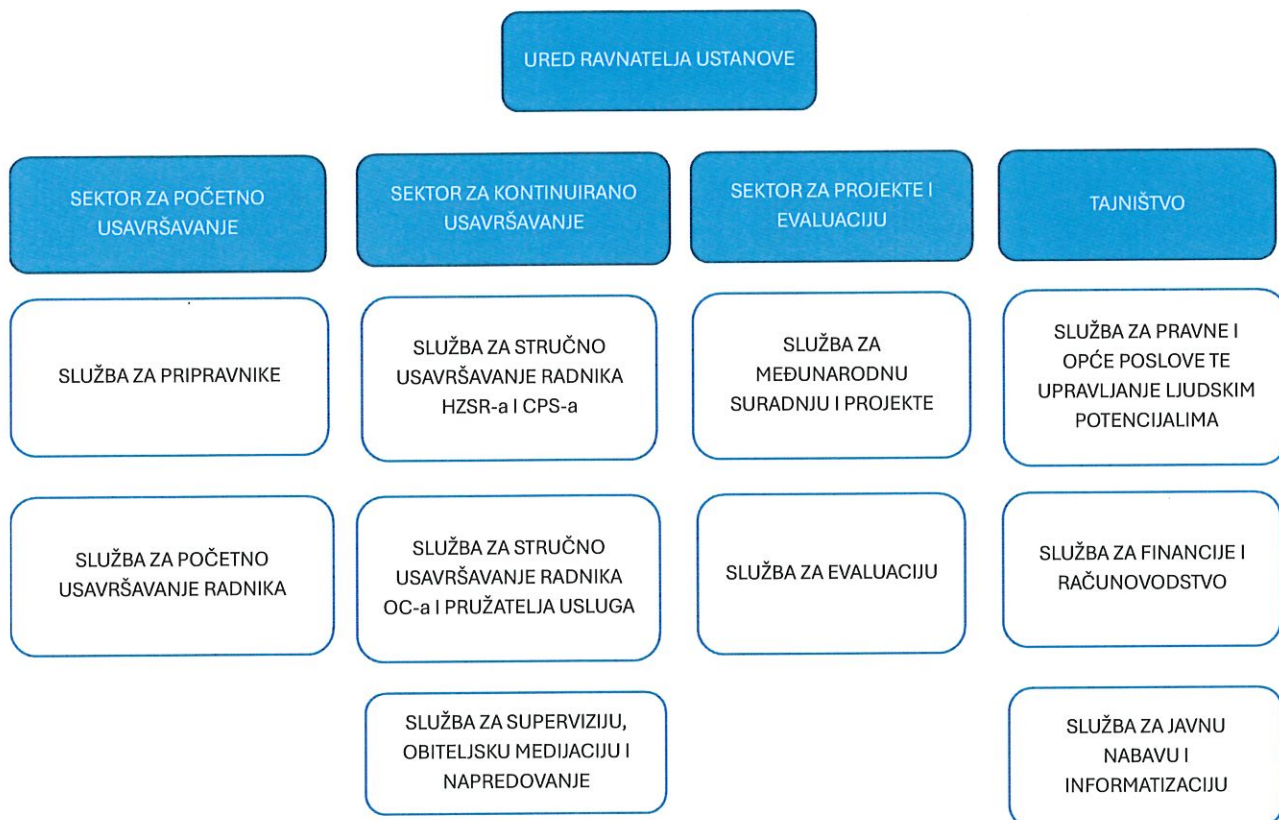 URED RAVNATELJA USTANOVE
SEKTOR ZA POČETNO
USAVRŠAVANJE
SLUŽBA ZA PRIPRAVNIKE
SLUŽBA ZA POČETNO
USAVRŠAVANJE RADNIKA
SEKTOR ZA KONTINUIRANO
USAVRŠAVANJE
SLUŽBA ZA STRUČNO
USAVRŠAVANJE RADNIKA
HZSR-a I CPS-a
SLUŽBA ZA STRUČNO
USAVRŠAVANJE RADNIKA
OC-a I PRUŽATELJA USLUGA
SLUŽBA ZA SUPERVIZIJU,
OBITELJSKU MEDIJACIJU I
NAPREDOVANJE
SEKTOR ZA PROJEKTE I
EVALUACIJU
SLUŽBA ZA
MEĐUNARODNU
SURADNJU I PROJEKTE
SLUŽBA ZA EVALUACIJU
TAJNIŠTVO
SLUŽBA ZA PRAVNE I
OPĆE POSLOVE TE
UPRAVLJANJE LJUDSKIM
POTENCIJALIMA
SLUŽBA ZA FINANCIJE I
RAČUNOVODSTVO
SLUŽBA ZA JAVNU
NABAVU I
INFORMATIZACIJU